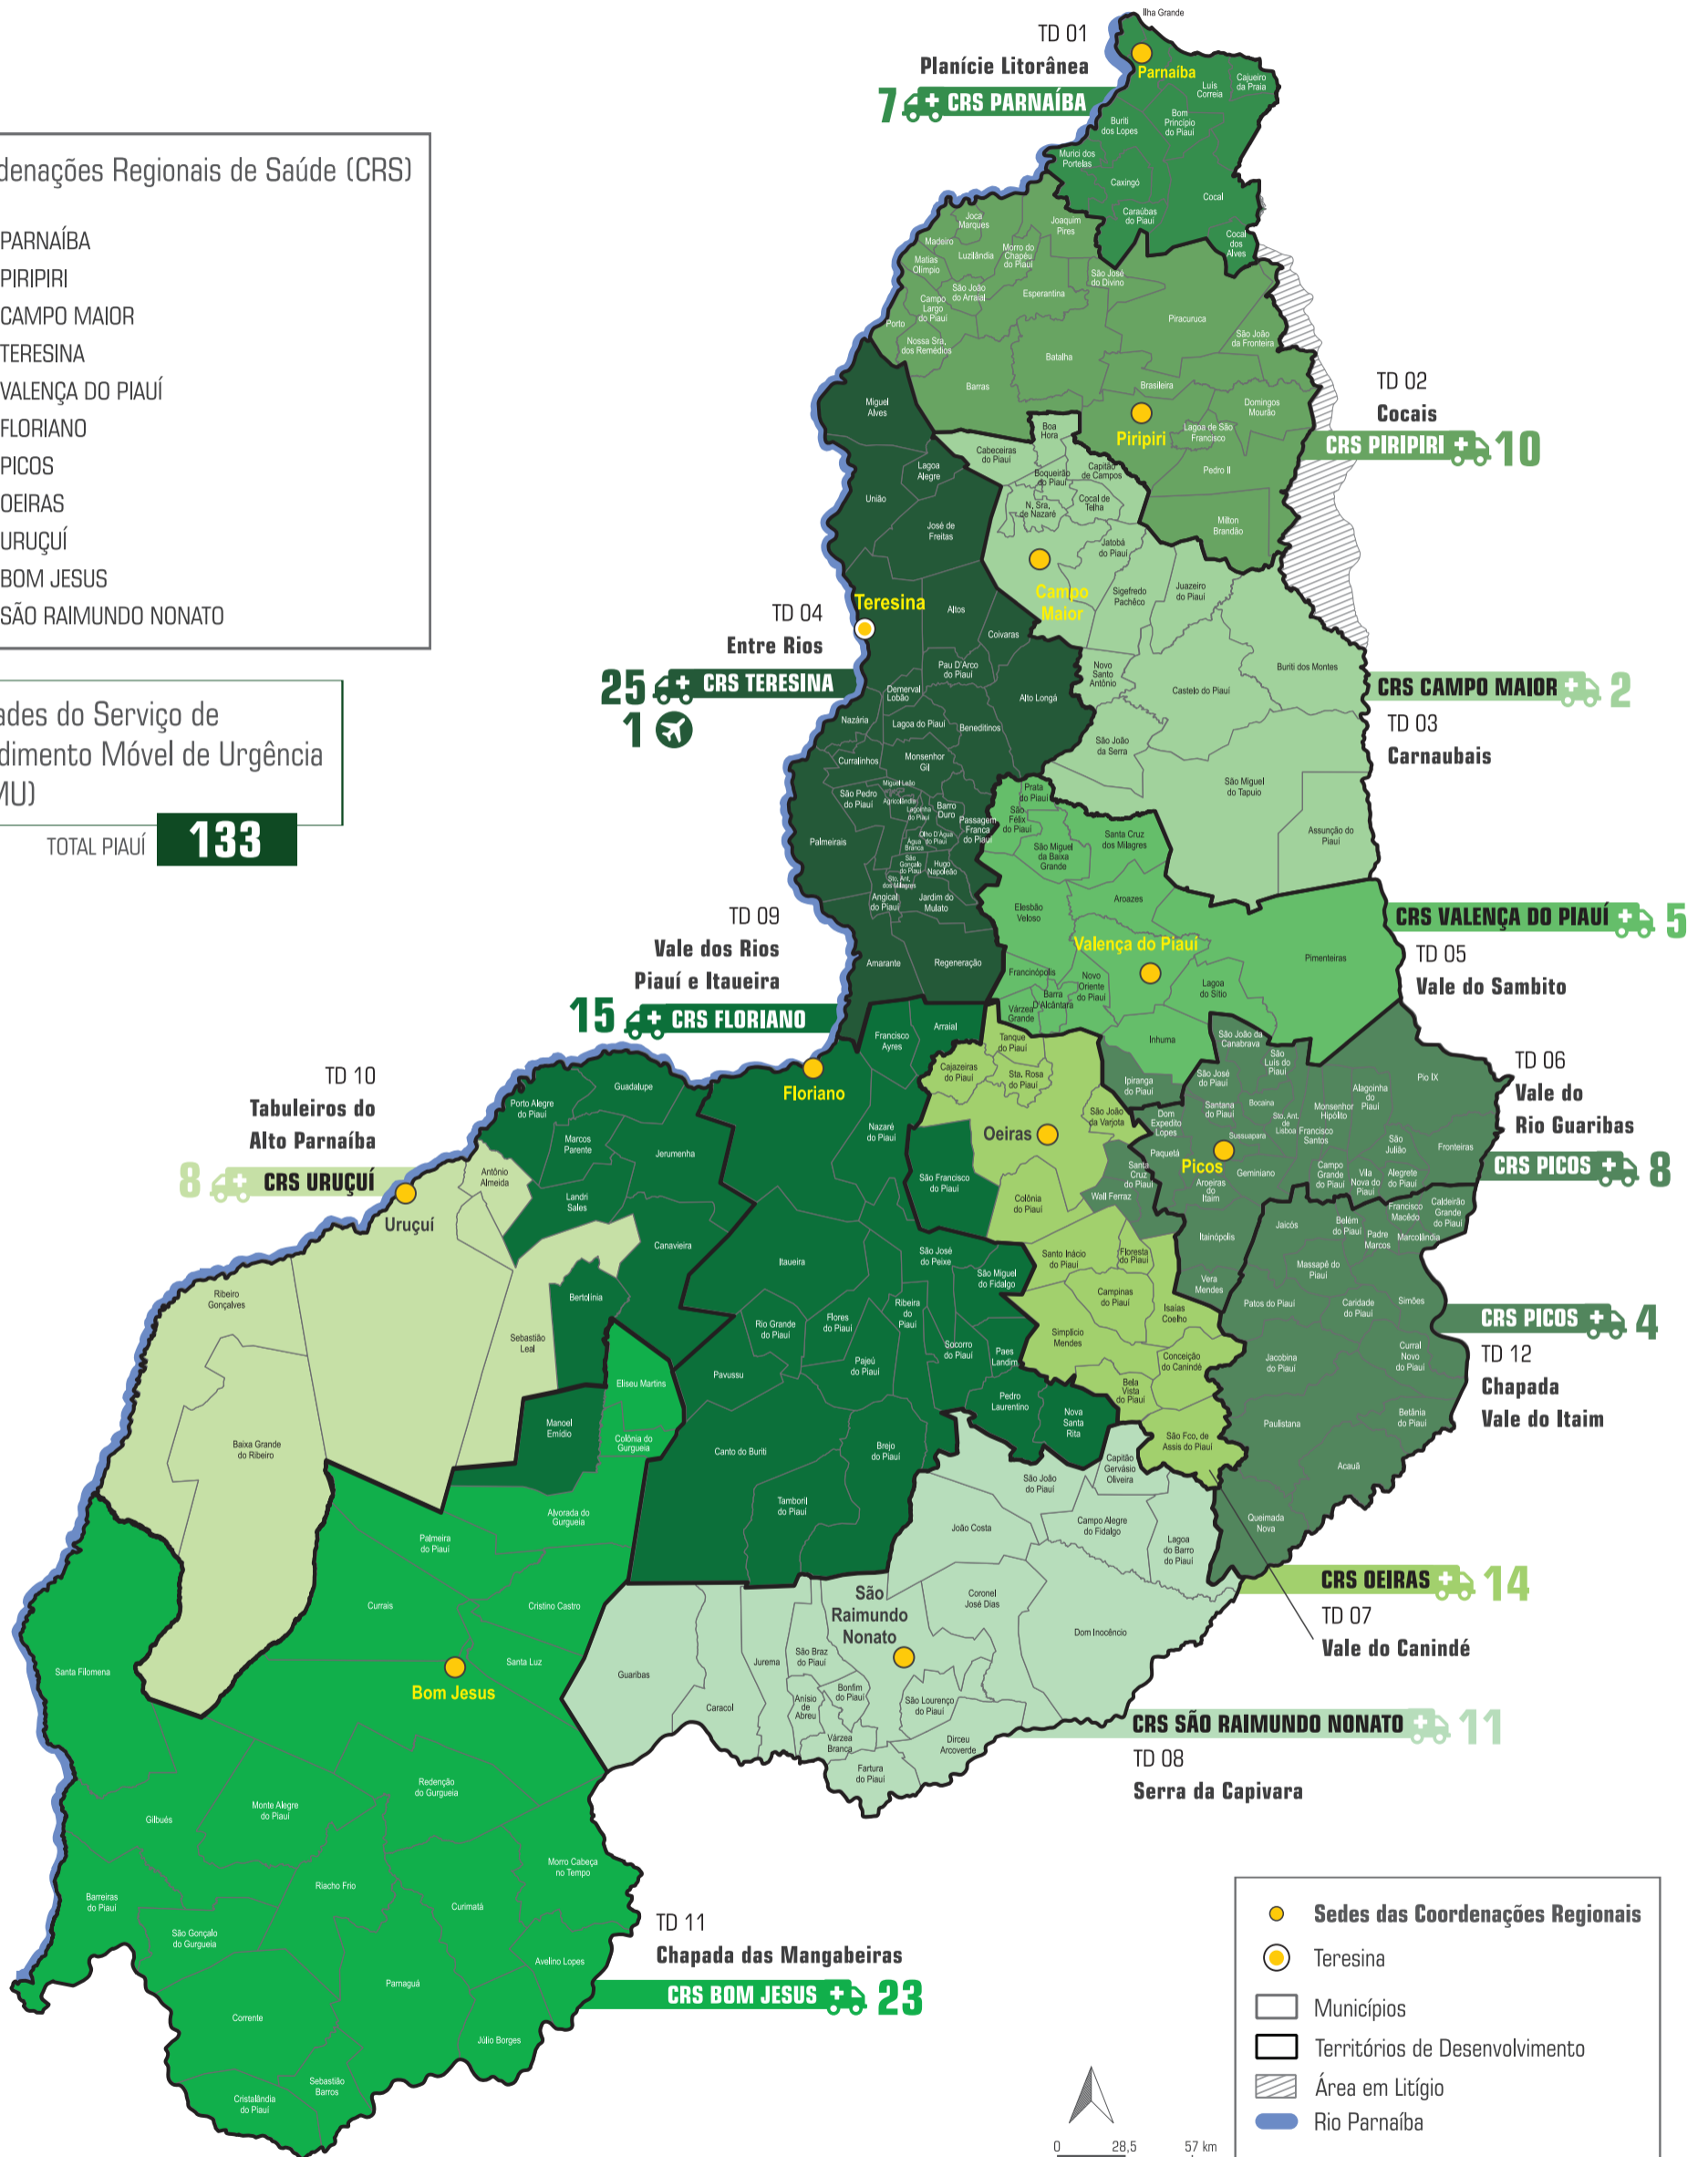 denações Regionais de Saúde (CRS)
PARNAÍBA
PIRIPIRI
CAMPO MAIOR
TERESINA
VALENÇA DO PIAUÍ
FLORIANO
PICOS
OEIRAS
URUÇUÍ
BOM JESUS
SÃO RAIMUNDO NONATO
ades do Serviço de
dimento Móvel de Urgência
MU)
TOTAL PIAUÍ 133
TD 01
Planície Litorânea
7 CRS PARNAÍBA
Ilha Grande
Parnaíba
Luís
Correia
Cajueiro
da Praia
Buriti
dos Lopes
Bom
Princípio
do Piauí
Murici dos
Portelas
Caxingó
Cocal
Caraúbas
do Piauí
Cocal
dos
Alves
Joca
Marques
Joaquim
Pires
Madeiro
Luzilândia
Morro do
Chapéu
do Piauí
Matias
Olímpio
São José
do Divino
São João
do Arraial
Esperantina
Campo
Largo
do Piauí
Porto
Piracuruca
São João
da Fronteira
Nossa Sra.
dos Remédios
Batalha
Barras
Brasileira
Domingos
Mourão
Piripiri
Lagoa de São
Francisco
Pedro II
Milton
Brandão
TD 02
Cocais
CRS PIRIPIRI 10
Miguel
Alves
Lagoa
Alegre
União
José de
Freitas
Boa
Hora
Cabeceiras
do Piauí
Boqueirão
do Piauí
Capitão
de Campos
N. Sra.
de Nazaré
Cocal de
Telha
Jatobá
do Piauí
Campo
Maior
Sigefredo
Pachêco
Juazeiro
do Piauí
Novo
Santo
Antônio
Castelo do Piauí
Buriti dos Montes
São João
da Serra
São Miguel
do Tapuio
Assunção do
Piauí
CRS CAMPO MAIOR 2
TD 03
Carnaubais
TD 04
Entre Rios
25 CRS TERESINA
1
Teresina
Altos
Coivaras
Pau D'Arco
do Piauí
Alto Longá
Demerval
Lobão
Nazária
Lagoa do Piauí
Beneditinos
Curralinhos
Monsenhor
Gil
Miguel Leão
São Pedro
do Piauí
Agricolândia
Lagoinha
do Piauí
Barro
Duro
Passagem
Franca
do Piauí
Palmeirais
Olho D'Água
do Piauí
Água
Branca
São
Gonçalo
do Piauí
Hugo
Napoleão
Sto. Ant.
dos Milagres
Angical
do Piauí
Jardim do
Mulato
Amarante
Regeneração
Prata
do Piauí
São
Félix
do Piauí
Santa Cruz
dos Milagres
São Miguel
da Baixa
Grande
Elesbão
Veloso
Aroazes
Valença do Piauí
Pimenteiras
Francinópolis
Novo
Oriente
do Piauí
Lagoa
do Sítio
Barra
D'Alcântara
Várzea
Grande
Inhuma
CRS VALENÇA DO PIAUÍ 5
TD 05
Vale do Sambito
TD 09
Vale dos Rios
Piauí e Itaueira
15 CRS FLORIANO
Floriano
Francisco
Ayres
Arraial
Nazaré
do Piauí
São Francisco
do Piauí
Guadalupe
Porto Alegre
do Piauí
Marcos
Parente
Jerumenha
Landri
Sales
Canavieira
Itaueira
São José
do Peixe
São Miguel
do Fidalgo
Bertolínia
Rio Grande
do Piauí
Flores
do Piauí
Ribeira
do
Piauí
Socorro
do Piauí
Paes
Landim
Pavussu
Pajeú
do Piauí
Pedro
Laurentino
Nova
Santa
Rita
Manoel
Emídio
Canto do Buriti
Brejo
do Piauí
Tamboril
do Piauí
Tanque
do Piauí
Cajazeiras
do Piauí
Sta. Rosa
do Piauí
Oeiras
São João
da Varjota
Colônia
do Piauí
Santo Inácio
do Piauí
Floresta
do Piauí
Campinas
do Piauí
Isaías
Coelho
Simplício
Mendes
Conceição
do Canindé
Bela
Vista
do Piauí
São Fco. de
Assis do Piauí
São João da
Canabrava
São
Luis do
Piauí
Ipiranga
do Piauí
São José
do Piauí
Pio IX
Alagoinha
do
Piauí
Dom
Expedito
Lopes
Santana
do Piauí
Bocaina
Monsenhor
Hipólito
Sto. Ant.
de
Lisboa
Francisco
Santos
Sussuapara
São
Julião
Fronteiras
Paquetá
Picos
Geminiano
Campo
Grande
do Piauí
Vila
Nova do
Piauí
Alegrete
do Piauí
Santa
Cruz
do Piauí
Wall Ferraz
Aroeiras
do
Itaim
Itainópolis
Vera
Mendes
TD 06
Vale do
Rio Guaribas
CRS PICOS 8
Jaicós
Belém
do Piauí
Francisco
Macêdo
Caldeirão
Grande
do Piauí
Padre
Marcos
Marcolândia
Massapê do
Piauí
Patos do Piauí
Caridade
do Piauí
Simões
Jacobina
do Piauí
Curral
Novo
do Piauí
Paulistana
Betânia
do Piauí
Acauã
Queimada
Nova
CRS PICOS 4
TD 12
Chapada
Vale do Itaim
TD 10
Tabuleiros do
Alto Parnaíba
8 CRS URUÇUÍ
Uruçuí
Antônio
Almeida
Ribeiro
Gonçalves
Sebastião
Leal
Baixa Grande
do Ribeiro
Eliseu Martins
Colônia do
Gurgueia
Alvorada do
Gurgueia
Palmeira
do Piauí
Currais
Cristino Castro
Santa Luz
Santa Filomena
Bom Jesus
Redenção
do Gurgueia
Monte Alegre
do Piauí
Gilbués
Morro Cabeça
no Tempo
Riacho Frio
Barreiras
do Piauí
Curimatá
São Gonçalo
do Gurgueia
Avelino Lopes
Parnaguá
Corrente
Júlio Borges
Sebastião
Barros
Cristalândia
do Piauí
TD 11
Chapada das Mangabeiras
CRS BOM JESUS 23
São João
do Piauí
Capitão
Gervásio
Oliveira
João Costa
Campo Alegre
do Fidalgo
Lagoa
do Barro
do Piauí
São
Raimundo
Nonato
Coronel
José Dias
Dom Inocêncio
Guaribas
Jurema
São Braz
do Piauí
Caracol
Anísio
de
Abreu
Bonfim
do Piauí
São Lourenço
do Piauí
Várzea
Branca
Dirceu
Arcoverde
Fartura
do Piauí
CRS OEIRAS 14
TD 07
Vale do Canindé
CRS SÃO RAIMUNDO NONATO 11
TD 08
Serra da Capivara
Sedes das Coordenações Regionais
Teresina
Municípios
Territórios de Desenvolvimento
Área em Litígio
Rio Parnaíba
0 28,5 57 km